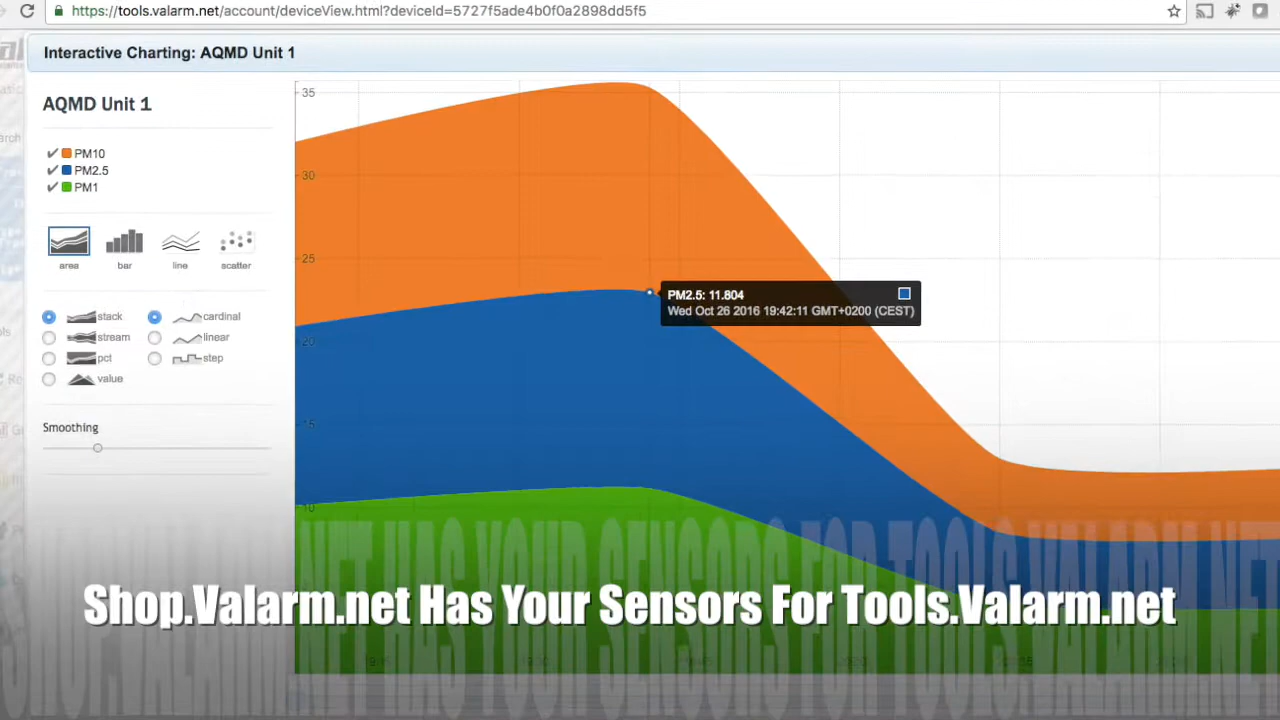 https://tools.valarm.net/account/deviceView.html?deviceId=5727f5ade4b0f0a2898dd5f5
Interactive Charting: AQMD Unit 1
AQMD Unit 1
PM10
PM2.5
PM1
area
bar
line
scatter
stack
cardinal
stream
linear
pct
step
value
Smoothing
35
30
25
20
15
10
PM2.5: 11.804
Wed Oct 26 2016 19:42:11 GMT+0200 (CEST)
Shop.Valarm.net Has Your Sensors For Tools.Valarm.net